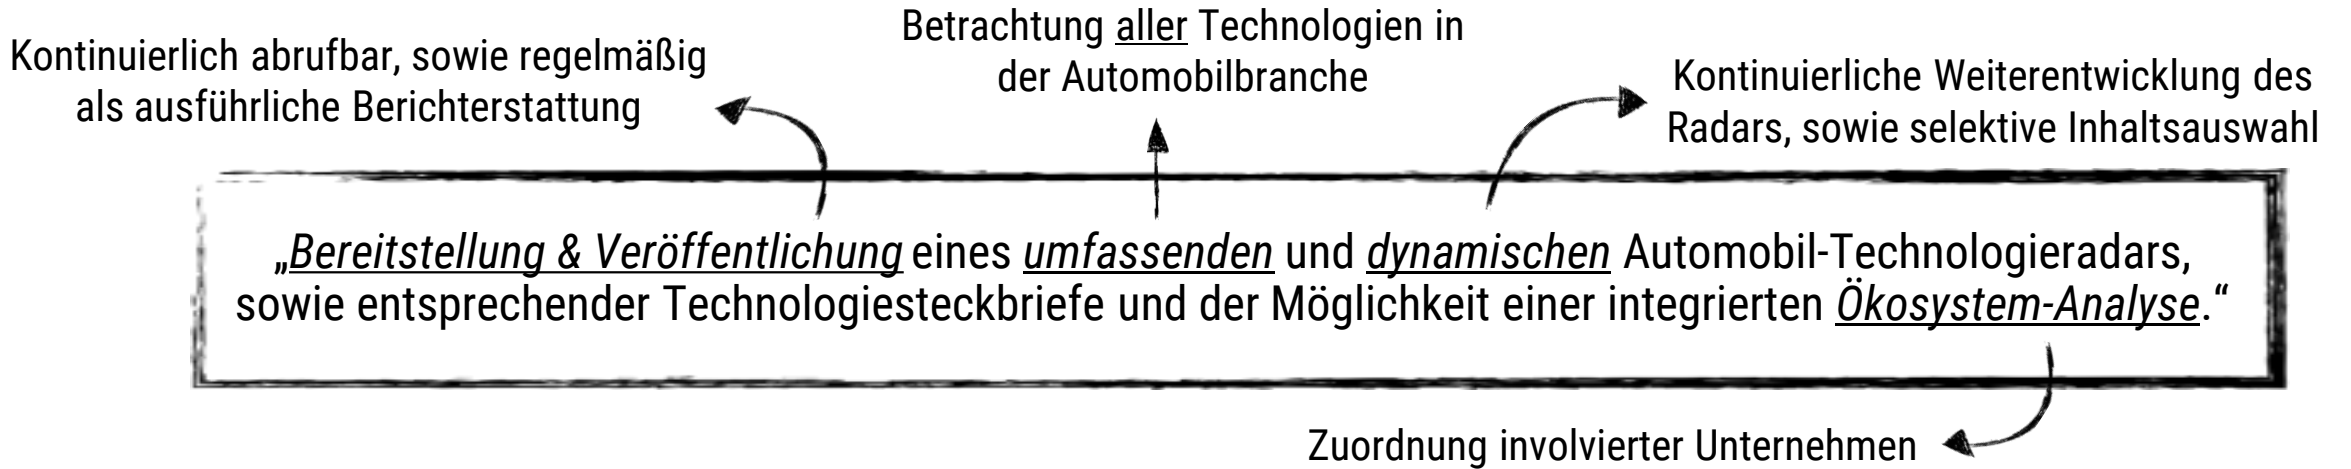 Kontinuierlich abrufbar, sowie regelmäßig
als ausführliche Berichterstattung
Betrachtung aller Technologien in
der Automobilbranche
Kontinuierliche Weiterentwicklung des
Radars, sowie selektive Inhaltsauswahl
„Bereitstellung & Veröffentlichung eines umfassenden und dynamischen Automobil-Technologieradars,
sowie entsprechender Technologiesteckbriefe und der Möglichkeit einer integrierten Ökosystem-Analyse.“
Zuordnung involvierter Unternehmen